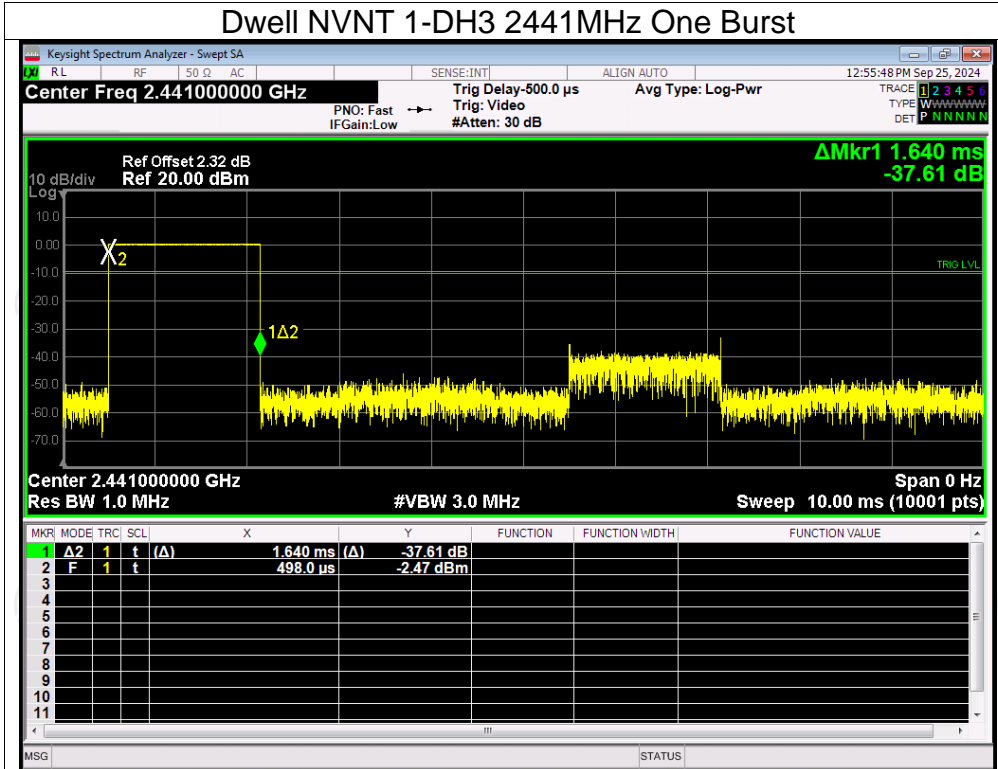 Dwell NVNT 1-DH3 2441MHz One Burst
Keysight Spectrum Analyzer - Swept SA
LXI RL RF 50 Ω AC SENSE:INT ALIGN AUTO 12:55:48 PM Sep 25, 2024
Center Freq 2.441000000 GHz Trig Delay-500.0 µs Avg Type: Log-Pwr TRACE 1 2 3 4 5 6
PNO: Fast Trig: Video TYPE WWWWWW
IFGain:Low #Atten: 30 dB DET P N N N N N
ΔMkr1 1.640 ms
-37.61 dB
Ref Offset 2.32 dB
10 dB/div Ref 20.00 dBm
Log
10.0
0.00
2
-10.0
TRIG LVL
-20.0
-30.0
1Δ2
-40.0
-50.0
-60.0
-70.0
Center 2.441000000 GHz Span 0 Hz
Res BW 1.0 MHz #VBW 3.0 MHz Sweep 10.00 ms (10001 pts)
MKR MODE TRC SCL X Y FUNCTION FUNCTION WIDTH FUNCTION VALUE
1 Δ2 1 t (Δ) 1.640 ms (Δ) -37.61 dB
2 F 1 t 498.0 µs -2.47 dBm
3
4
5
6
7
8
9
10
11
MSG STATUS